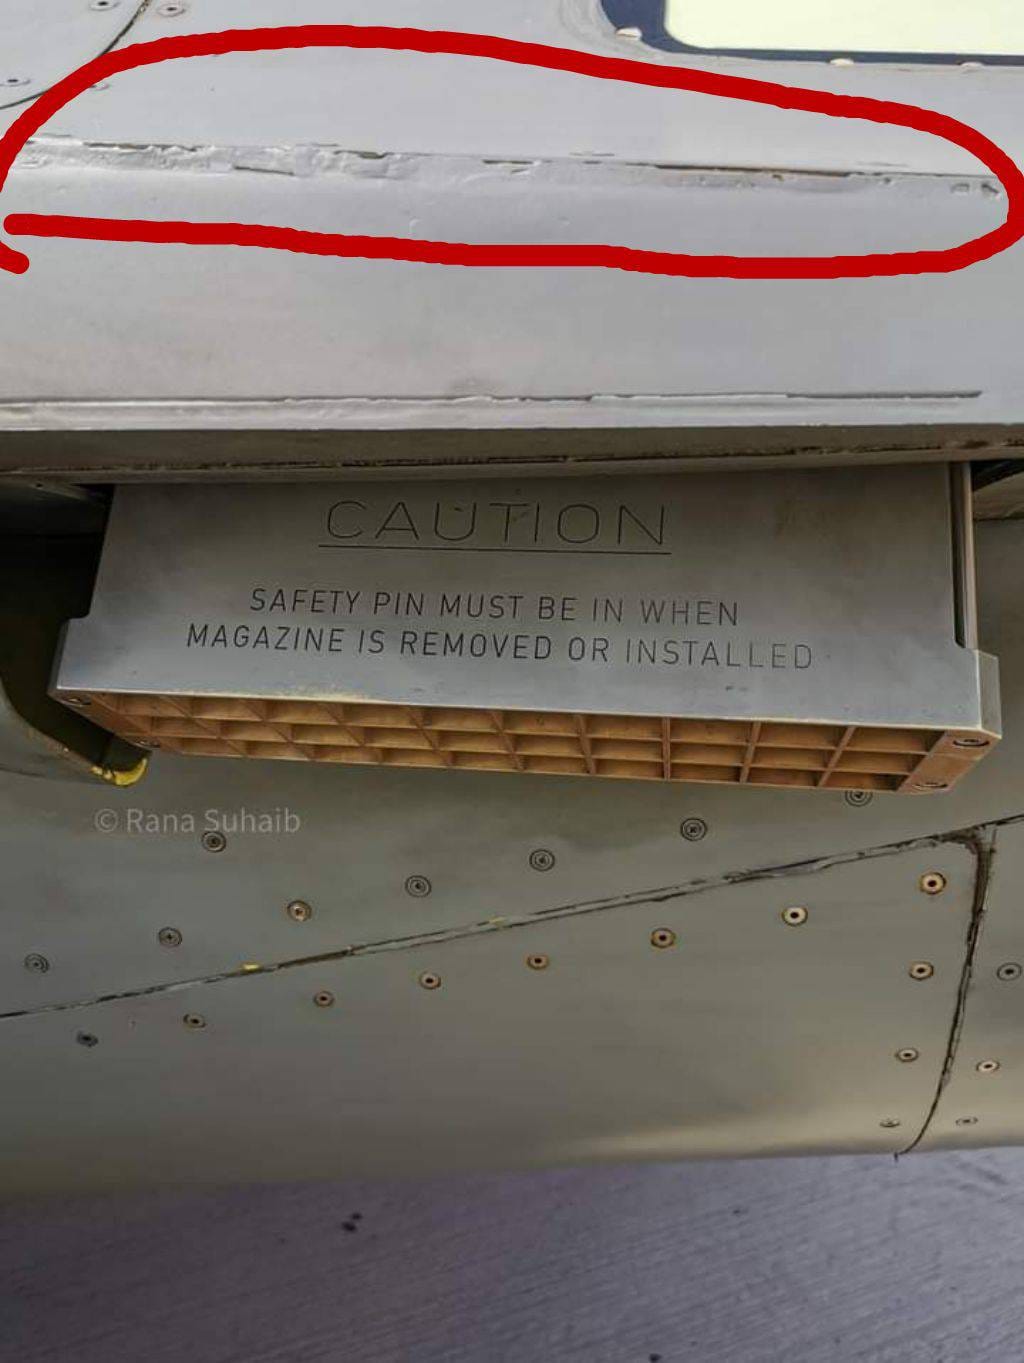 CAUTION
SAFETY PIN MUST BE IN WHEN
MAGAZINE IS REMOVED OR INSTALLED
© Rana Suhaib